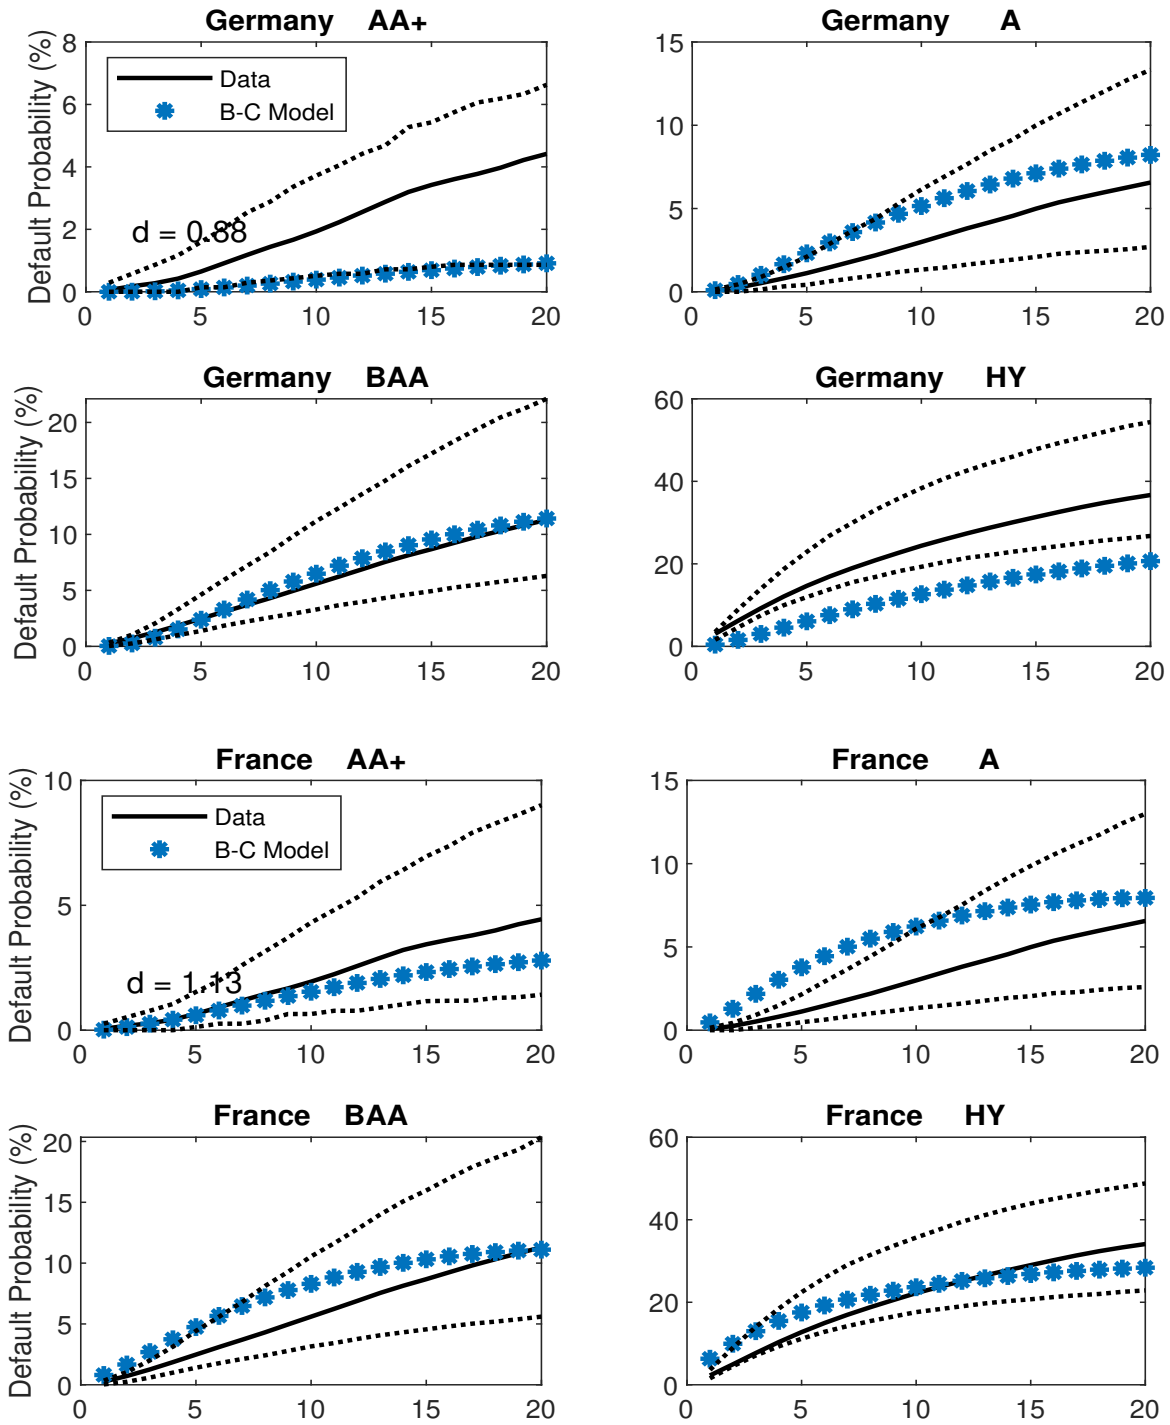 Germany AA+
Default Probability (%)
8
6
4
2
0
Data
B-C Model
d = 0.88
0 5 10 15 20
Germany A
15
10
5
0
0 5 10 15 20
Germany BAA
Default Probability (%)
20
15
10
5
0
0 5 10 15 20
Germany HY
60
40
20
0
0 5 10 15 20
France AA+
Default Probability (%)
10
5
0
Data
B-C Model
d = 1.13
0 5 10 15 20
France A
15
10
5
0
0 5 10 15 20
France BAA
Default Probability (%)
20
15
10
5
0
0 5 10 15 20
France HY
60
40
20
0
0 5 10 15 20